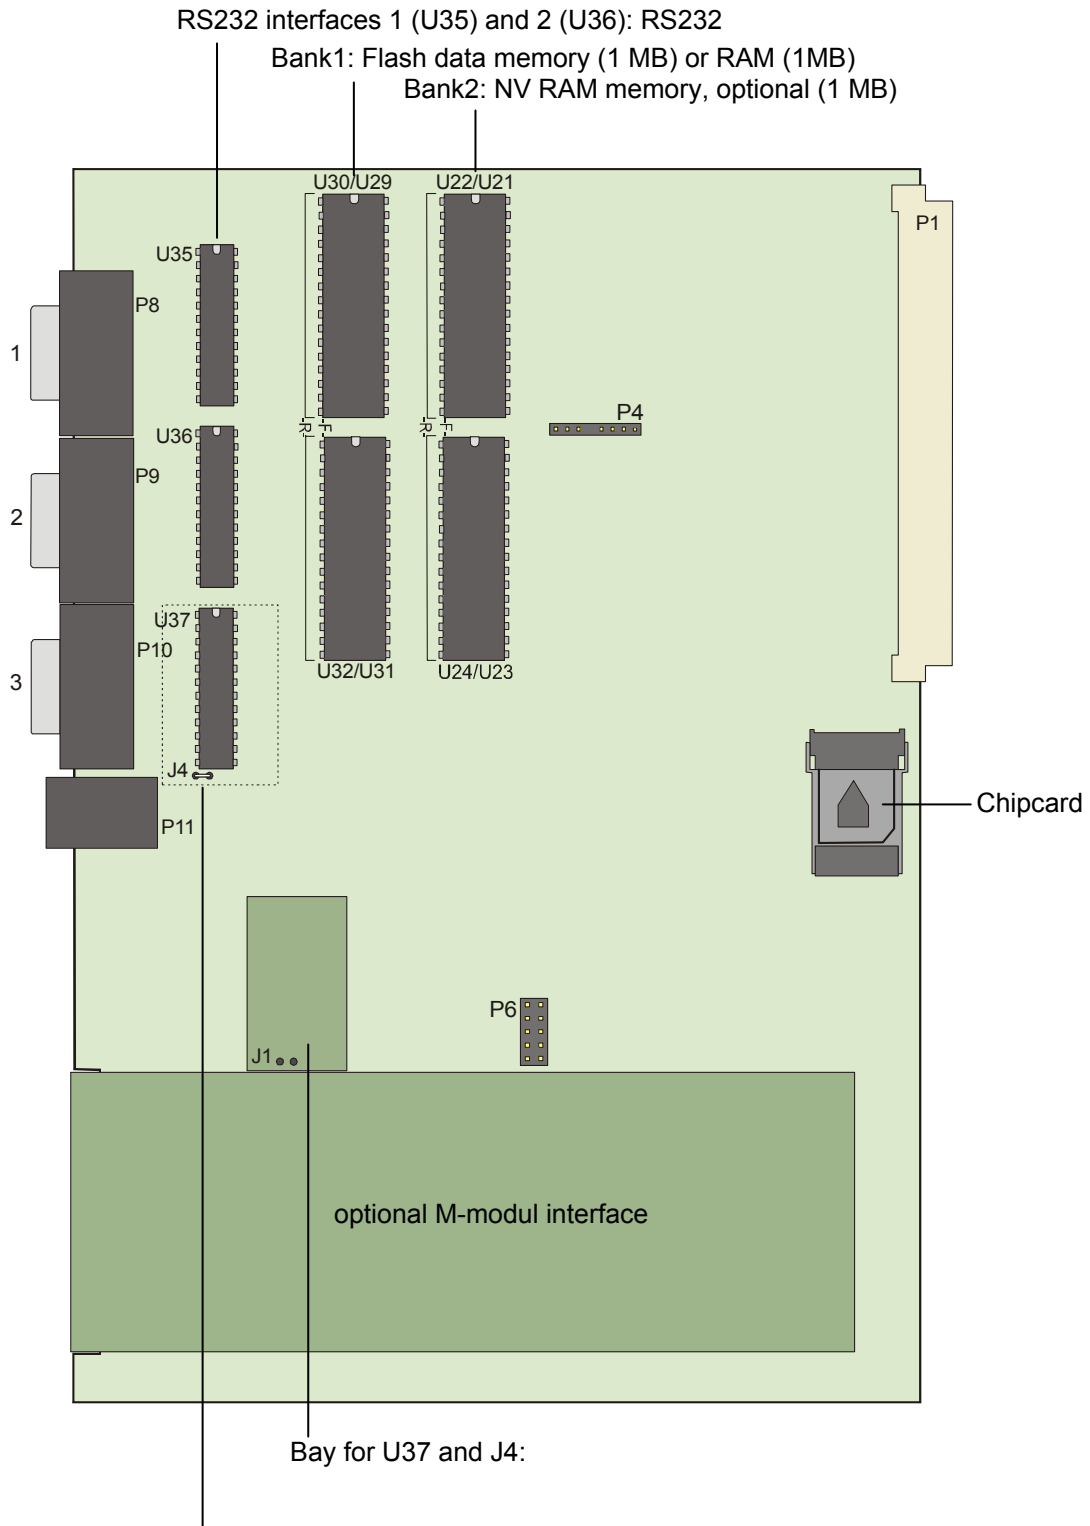 RS232 interfaces 1 (U35) and 2 (U36): RS232
Bank1: Flash data memory (1 MB) or RAM (1MB)
Bank2: NV RAM memory, optional (1 MB)
U30/U29
U22/U21
P1
U35
P8
1
P4
-R-
F-
-R-
F-
U36
P9
2
U37
P10
U32/U31
U24/U23
3
J4
P11
Chipcard
P6
J1
optional M-modul interface
Bay for U37 and J4: